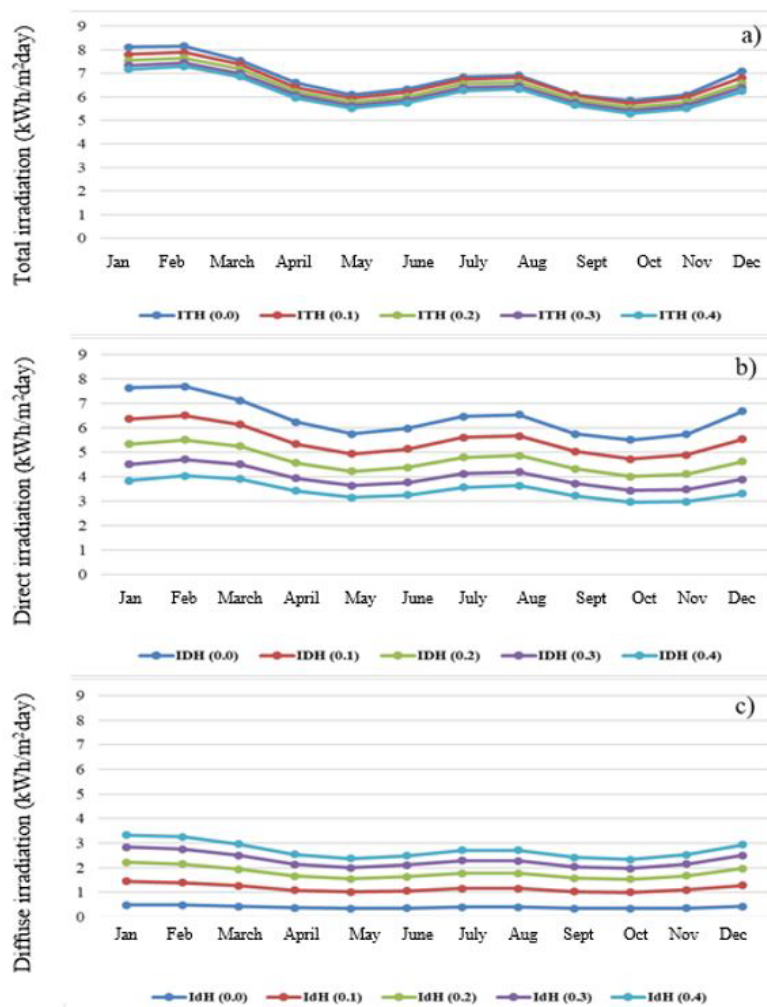 a)
Total irradiation (kWh/m²day)
9
8
7
6
5
4
3
2
1
0
Jan Feb March April May June July Aug Sept Oct Nov Dec
ITH (0.0) ITH (0.1) ITH (0.2) ITH (0.3) ITH (0.4)
b)
Direct irradiation (kWh/m²day)
9
8
7
6
5
4
3
2
1
0
Jan Feb March April May June July Aug Sept Oct Nov Dec
IDH (0.0) IDH (0.1) IDH (0.2) IDH (0.3) IDH (0.4)
c)
Diffuse irradiation (kWh/m²day)
9
8
7
6
5
4
3
2
1
0
Jan Feb March April May June July Aug Sept Oct Nov Dec
IdH (0.0) IdH (0.1) IdH (0.2) IdH (0.3) IdH (0.4)